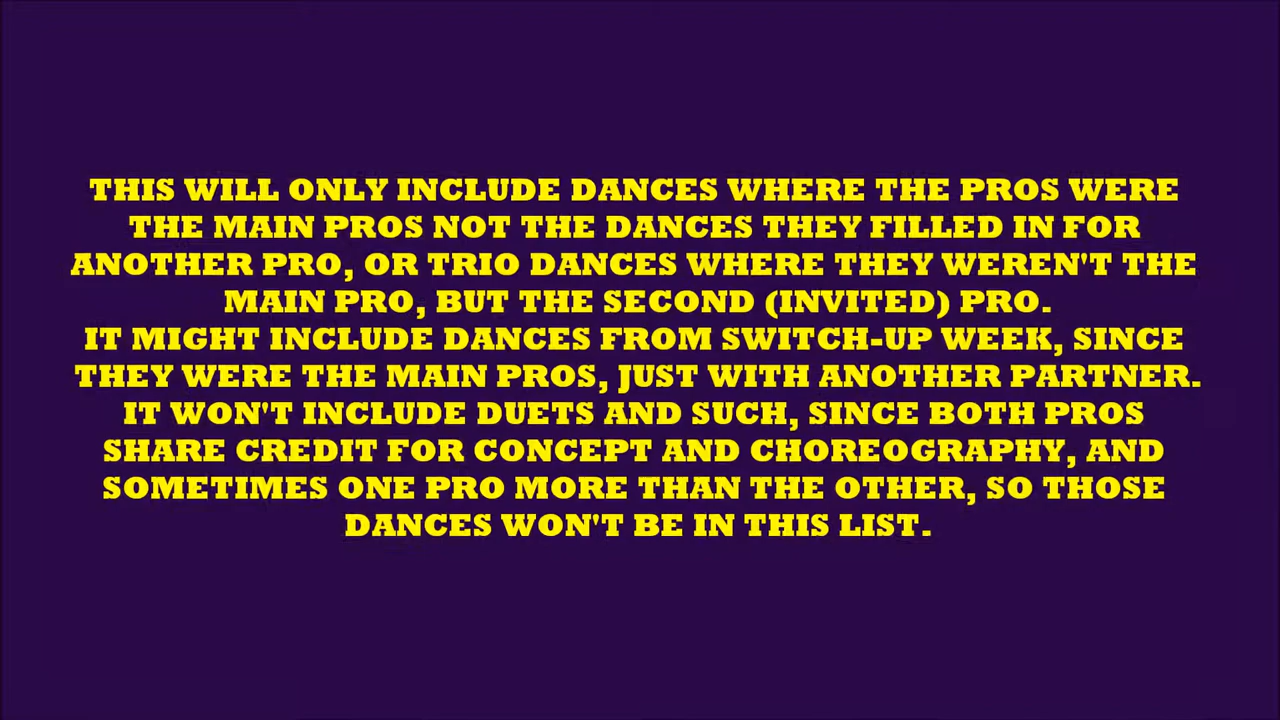 THIS WILL ONLY INCLUDE DANCES WHERE THE PROS WERE
THE MAIN PROS NOT THE DANCES THEY FILLED IN FOR
ANOTHER PRO, OR TRIO DANCES WHERE THEY WEREN'T THE
MAIN PRO, BUT THE SECOND (INVITED) PRO.
IT MIGHT INCLUDE DANCES FROM SWITCH-UP WEEK, SINCE
THEY WERE THE MAIN PROS, JUST WITH ANOTHER PARTNER.
IT WON'T INCLUDE DUETS AND SUCH, SINCE BOTH PROS
SHARE CREDIT FOR CONCEPT AND CHOREOGRAPHY, AND
SOMETIMES ONE PRO MORE THAN THE OTHER, SO THOSE
DANCES WON'T BE IN THIS LIST.